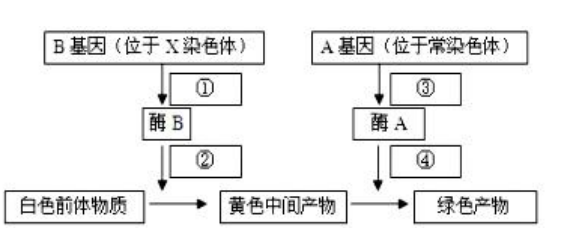 B基因（位于X染色体）
A基因（位于常染色体）
①
③
酶B
酶A
②
④
白色前体物质
黄色中间产物
绿色产物